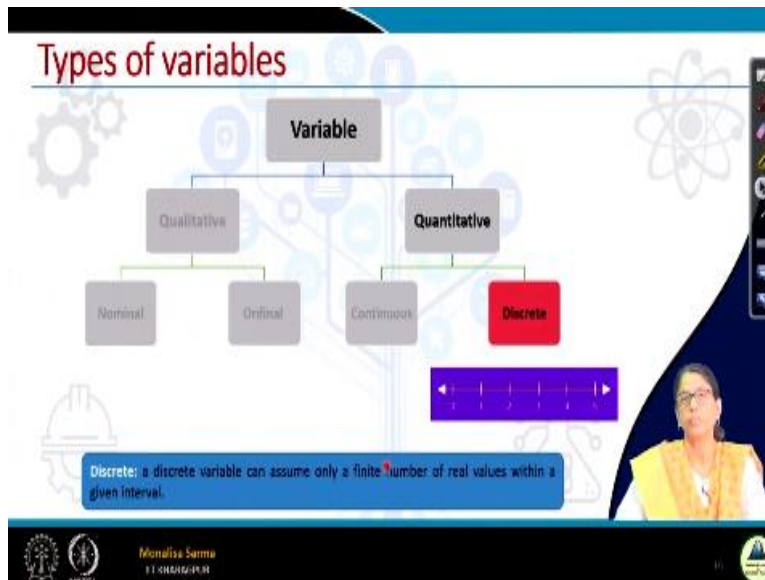 Types of variables
Variable
Qualitative
Quantitative
Nominal
Ordinal
Continuous
Discrete
Discrete: a discrete variable can assume only a finite number of real values within a
given interval.
Monalisa Sarma
IIT KHARAGPUR